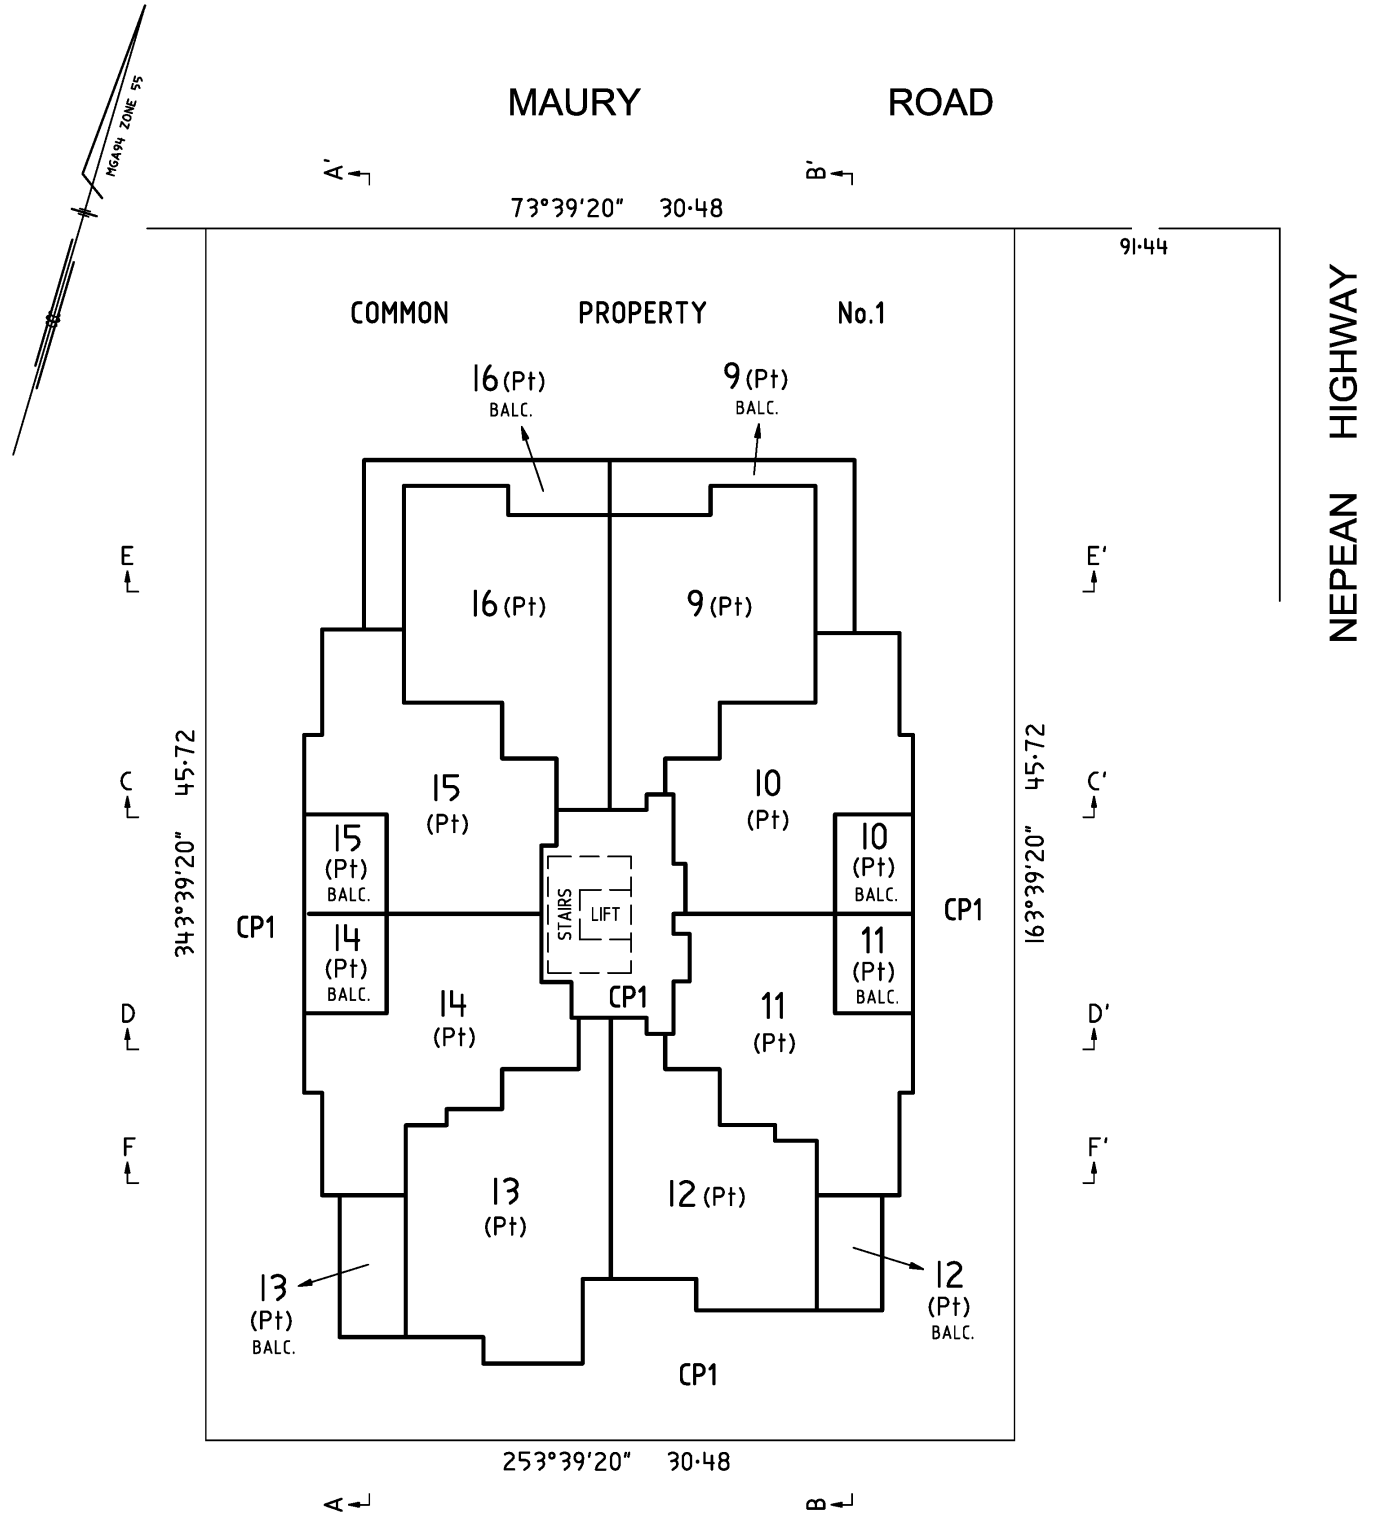 MAURY ROAD
MGA94 ZONE 55
A' B'
73°39'20" 30·48
91·44
NEPEAN HIGHWAY
COMMON PROPERTY No.1
16 (Pt)
BALC.
9 (Pt)
BALC.
E E'
16 (Pt)
9 (Pt)
343°39'20" 45·72
163°39'20" 45·72
C C'
15
(Pt)
10
(Pt)
15
(Pt)
BALC.
10
(Pt)
BALC.
STAIRS
LIFT
CP1
CP1
14
(Pt)
BALC.
11
(Pt)
BALC.
CP1
14
(Pt)
11
(Pt)
D D'
F F'
13
(Pt)
12 (Pt)
13
(Pt)
BALC.
12
(Pt)
BALC.
CP1
253°39'20" 30·48
A B